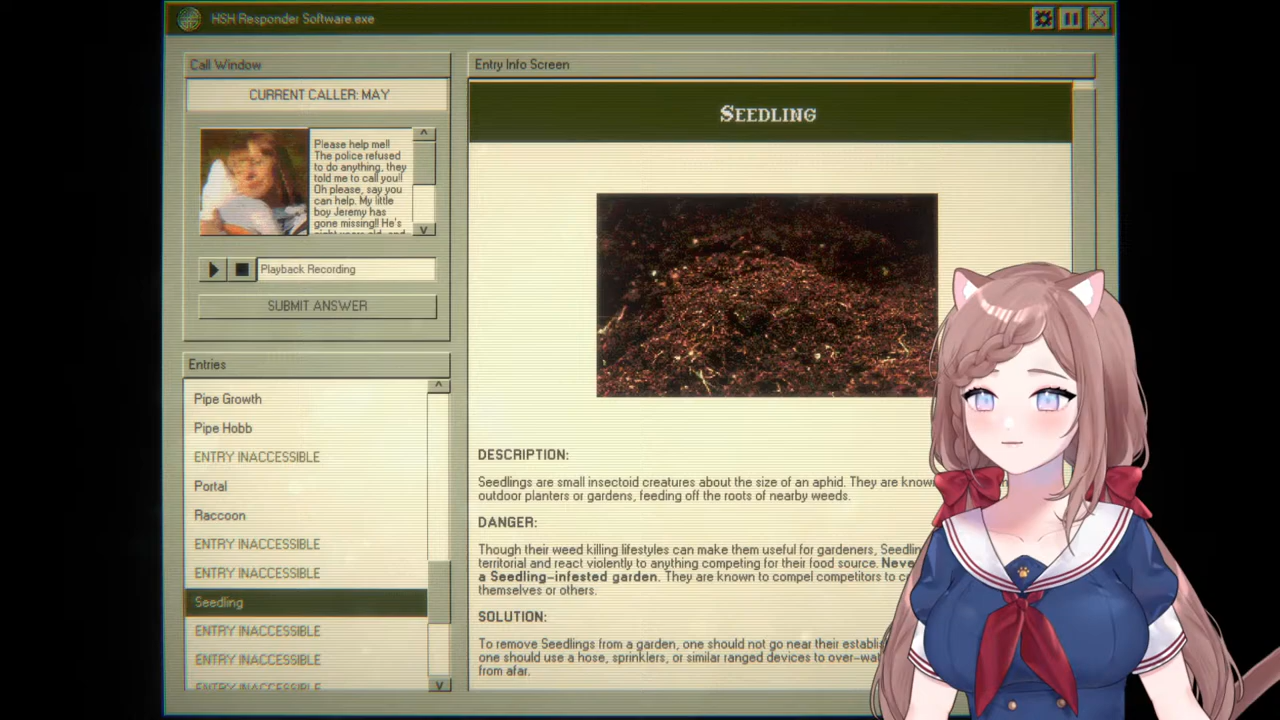 HSH Responder Software.exe
Call Window
CURRENT CALLER: MAY
Please help me!!
The police refused
to do anything, they
told me to call you!!
Oh please, say you
can help. My little
boy Jeremy has
gone missing!! He's
Playback Recording
SUBMIT ANSWER
Entries
Pipe Growth
Pipe Hobb
ENTRY INACCESSIBLE
Portal
Raccoon
ENTRY INACCESSIBLE
ENTRY INACCESSIBLE
Seedling
ENTRY INACCESSIBLE
ENTRY INACCESSIBLE
ENTRY INACCESSIBLE
Entry Info Screen
SEEDLING
DESCRIPTION:
Seedlings are small insectoid creatures about the size of an aphid. They are
outdoor planters or gardens, feeding off the roots of nearby weeds.
DANGER:
Though their weed killing lifestyles can make them useful for gardeners,
territorial and react violently to anything competing for their food source. Never
a Seedling-infested garden. They are known to compel competitors to
themselves or others.
SOLUTION:
To remove Seedlings from a garden, one should not go near their
one should use a hose, sprinklers, or similar ranged devices to
from afar.